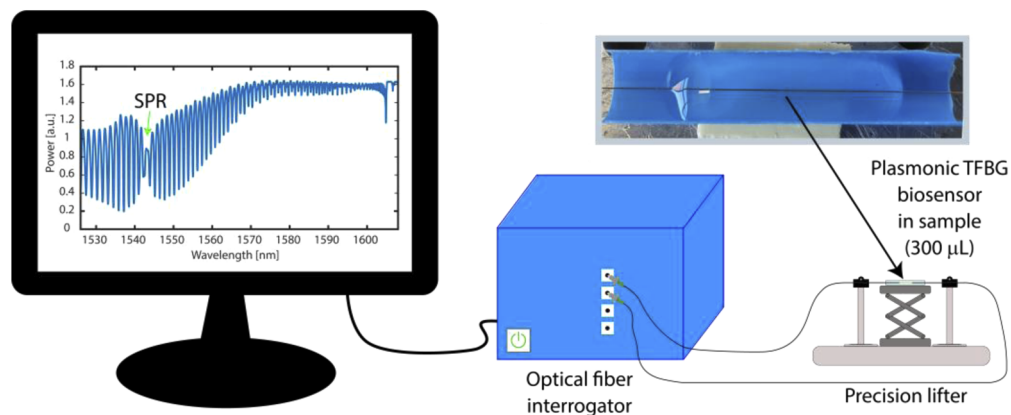 1.8
1.6
1.4
1.2
1
0.8
0.6
0.4
0.2
0
Power [a.u.]
SPR
1530 1540 1550 1560 1570 1580 1590 1600
Wavelength [nm]
Plasmonic TFBG
biosensor
in sample
(300 μL)
Optical fiber
interrogator
Precision lifter